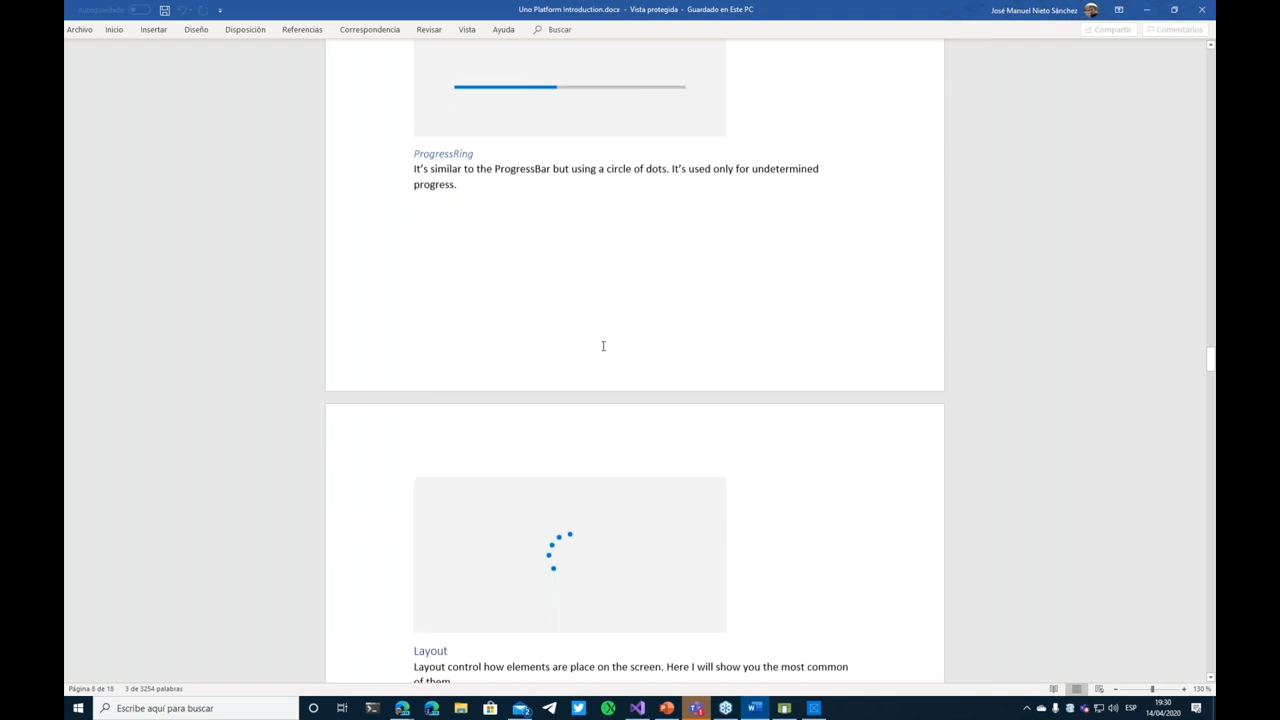 Autoguardado
Uno Platform Introduction.docx - Vista protegida - Guardado en Este PC
José Manuel Nieto Sánchez
Archivo Inicio Insertar Diseño Disposición Referencias Correspondencia Revisar Vista Ayuda Buscar
Compartir Comentarios
ProgressRing
It's similar to the ProgressBar but using a circle of dots. It's used only for undetermined
progress.
Layout
Layout control how elements are place on the screen. Here I will show you the most common
of them.
Página 8 de 18 3 de 3254 palabras
130 %
Escribe aquí para buscar
ESP
19:30
14/04/2020